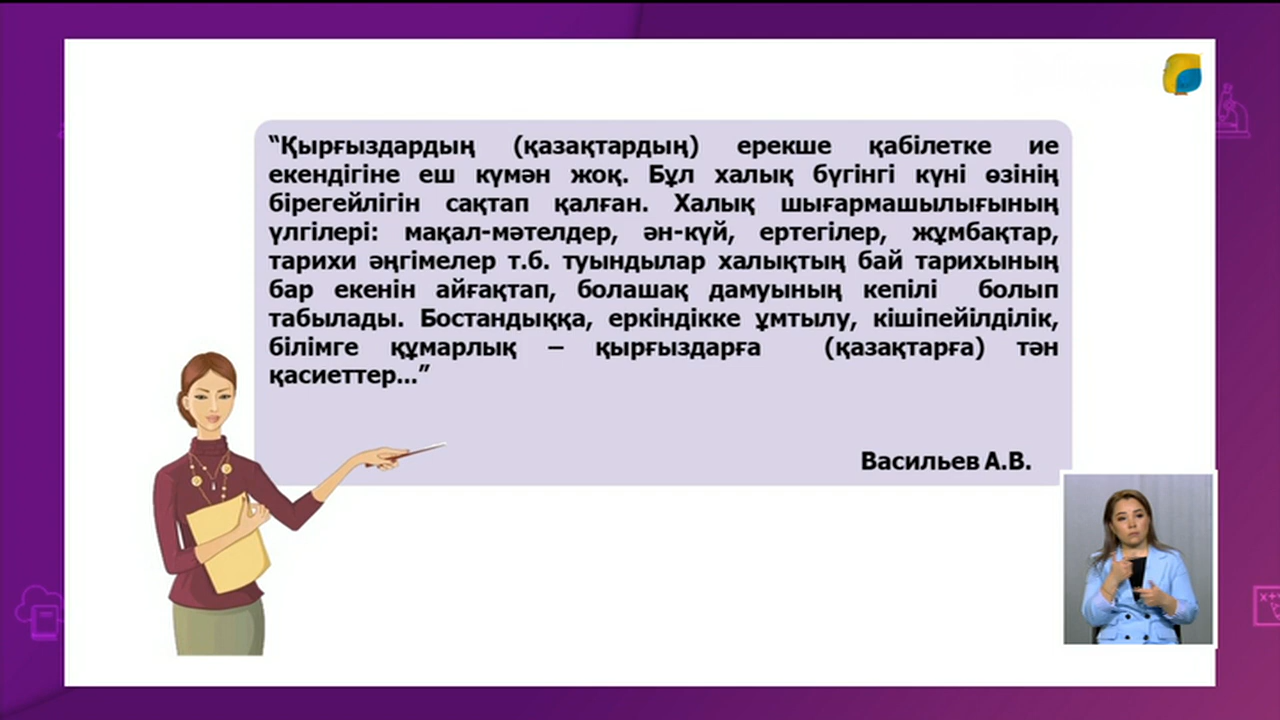 “Қырғыздардың (қазақтардың) ерекше қабілетке ие
екендігіне еш күмән жоқ. Бұл халық бүгінгі күні өзінің
бірегейлігін сақтап қалған. Халық шығармашылығының
үлгілері: мақал-мәтелдер, ән-күй, ертегілер, жұмбақтар,
тарихи әңгімелер т.б. туындылар халықтың бай тарихының
бар екенін айғақтап, болашақ дамуының кепілі болып
табылады. Бостандыққа, еркіндікке ұмтылу, кішіпейілділік,
білімге құмарлық – қырғыздарға (қазақтарға) тән
қасиеттер...”
Васильев А.В.